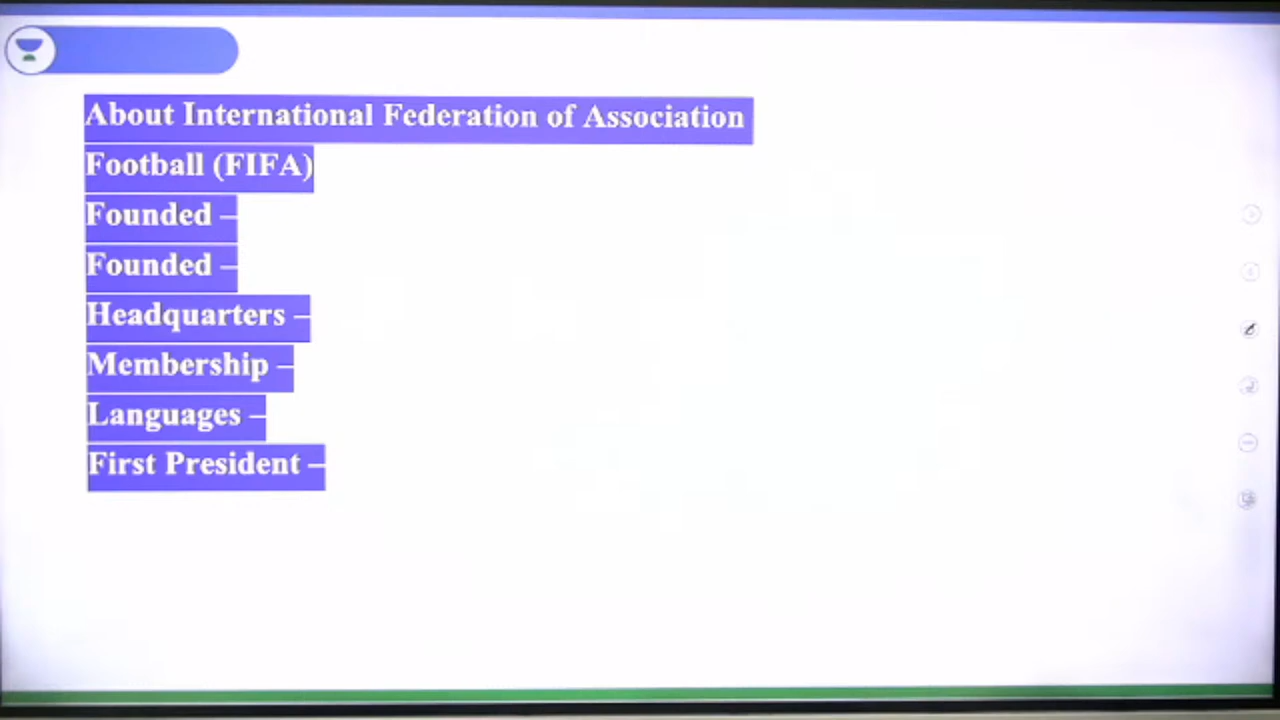 About International Federation of Association
Football (FIFA)
Founded –
Founded –
Headquarters –
Membership –
Languages –
First President –